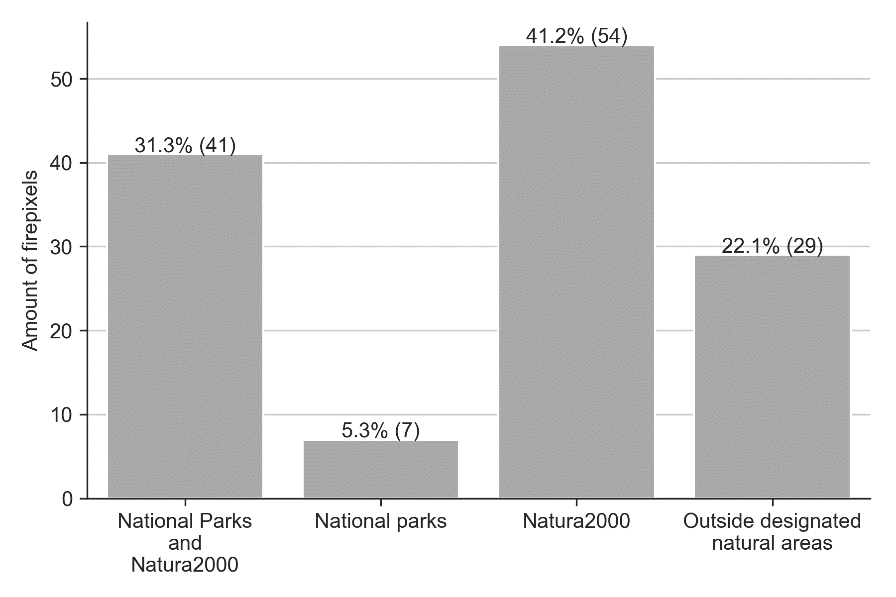 Amount of firepixels
50
40
30
20
10
0
31.3% (41)
5.3% (7)
41.2% (54)
22.1% (29)
National Parks
and
Natura2000
National parks
Natura2000
Outside designated
natural areas